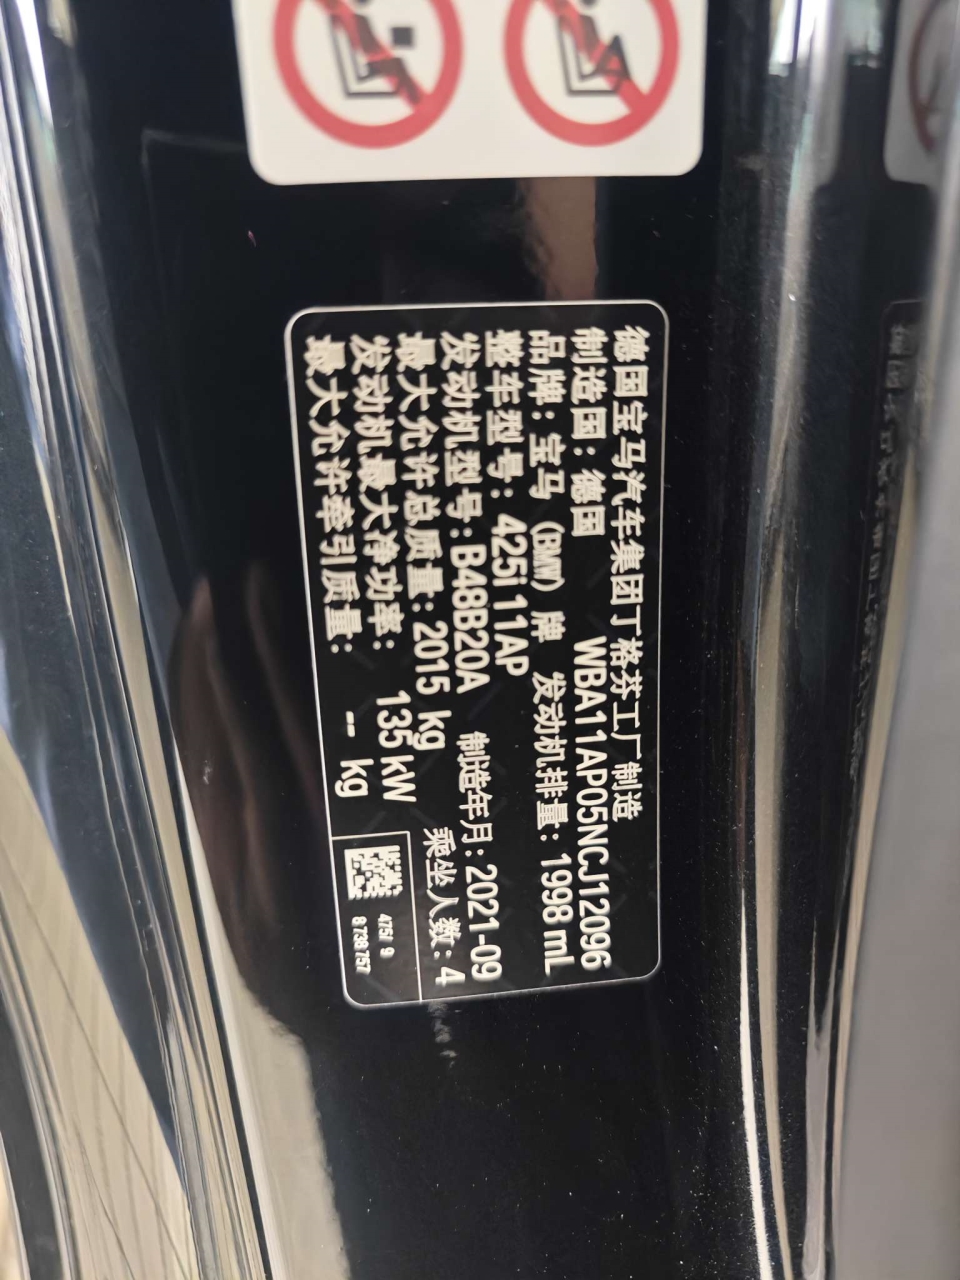 德国宝马汽车集团丁格芬工厂制造
制造国：德国 WBA11AP05NCJ12096
品牌：宝马（BMW）牌 发动机排量：1998 mL
整车型号：425i 11AP
发动机型号：B48B20A 制造年月：2021-09
最大允许总质量：2015 kg 乘坐人数：4
发动机最大净功率： 135 kW
最大允许牵引质量： -- kg
475/ 9
8 738 757